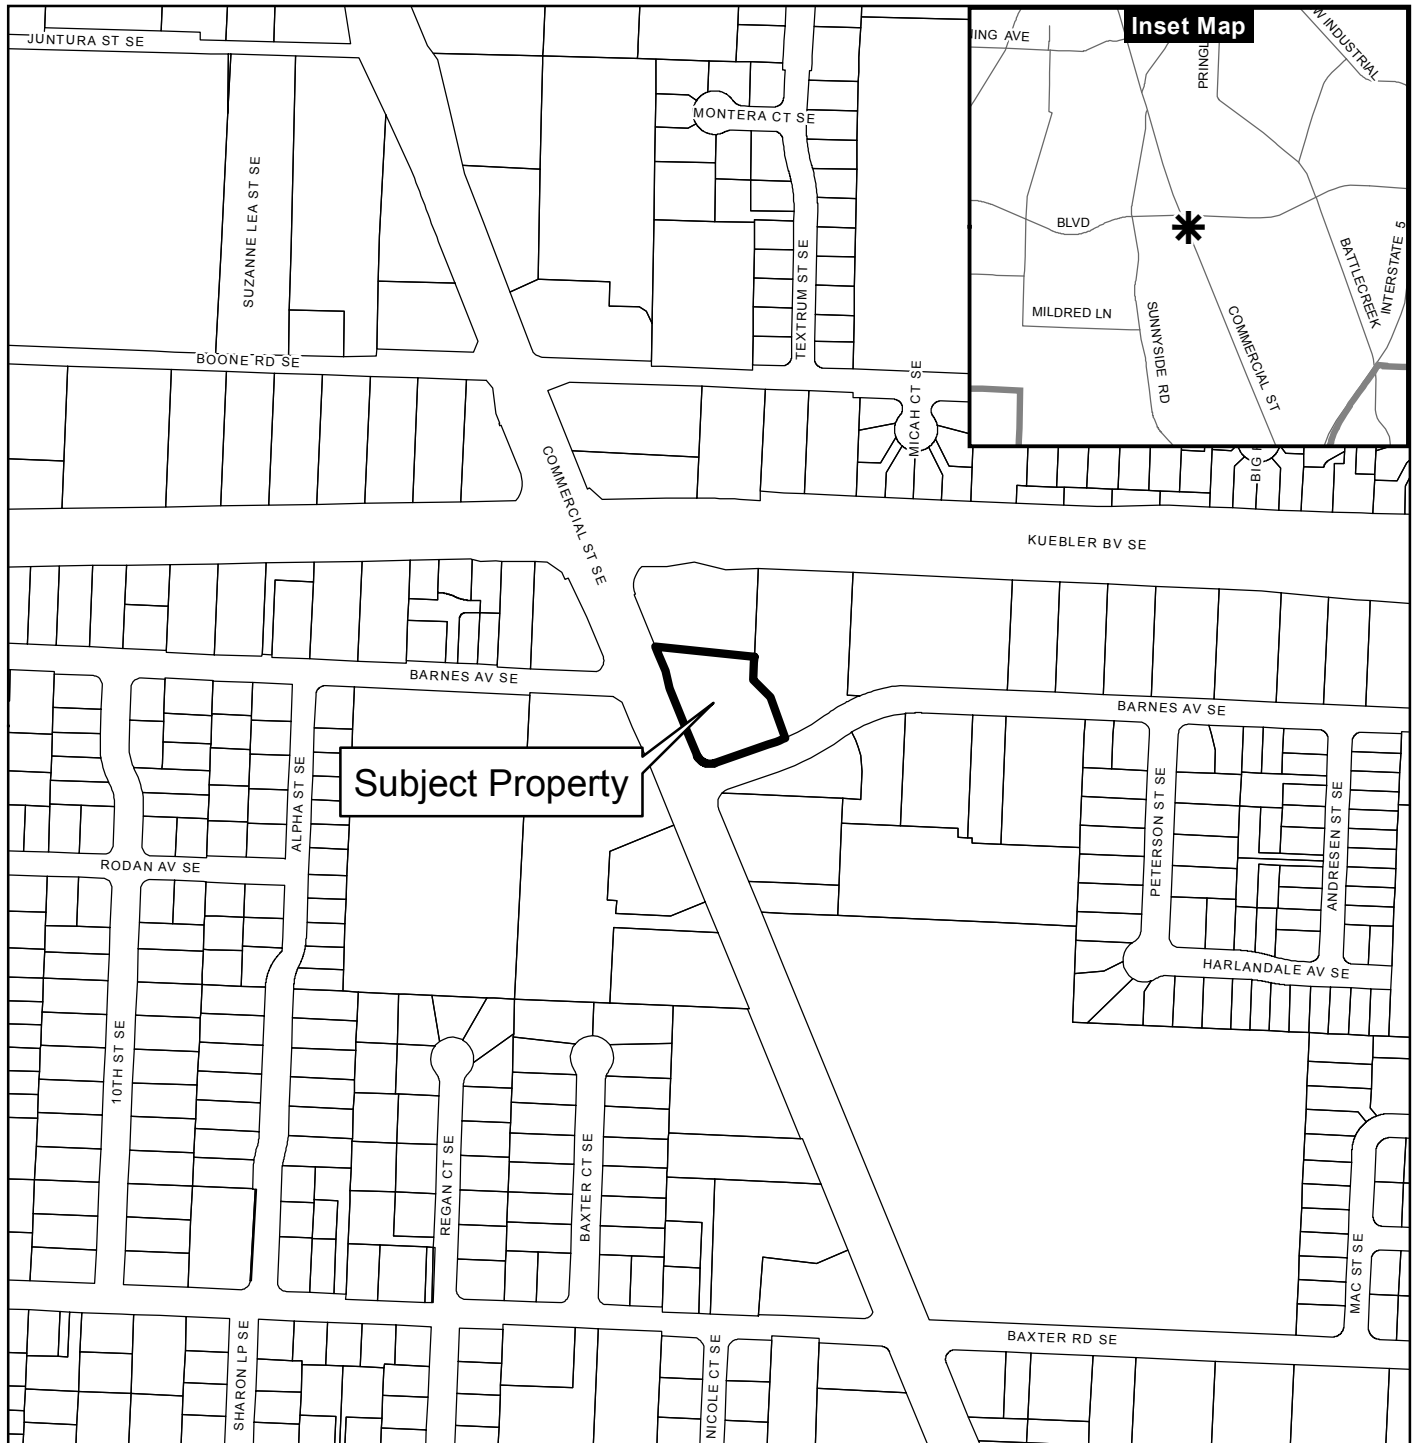 JUNTURA ST SE
SUZANNE LEA ST SE
MONTERA CT SE
TEXTRUM ST SE
BOONE RD SE
MICAH CT SE
Inset Map
ING AVE
PRINGL
W INDUSTRIAL
BLVD
BATTLECREEK
INTERSTATE 5
MILDRED LN
SUNNYSIDE RD
COMMERCIAL ST
BIG
COMMERCIAL ST SE
KUEBLER BV SE
BARNES AV SE
BARNES AV SE
Subject Property
ALPHA ST SE
PETERSON ST SE
ANDRESEN ST SE
RODAN AV SE
HARLANDALE AV SE
10TH ST SE
REGAN CT SE
BAXTER CT SE
MAC ST SE
BAXTER RD SE
SHARON LP SE
NICOLE CT SE